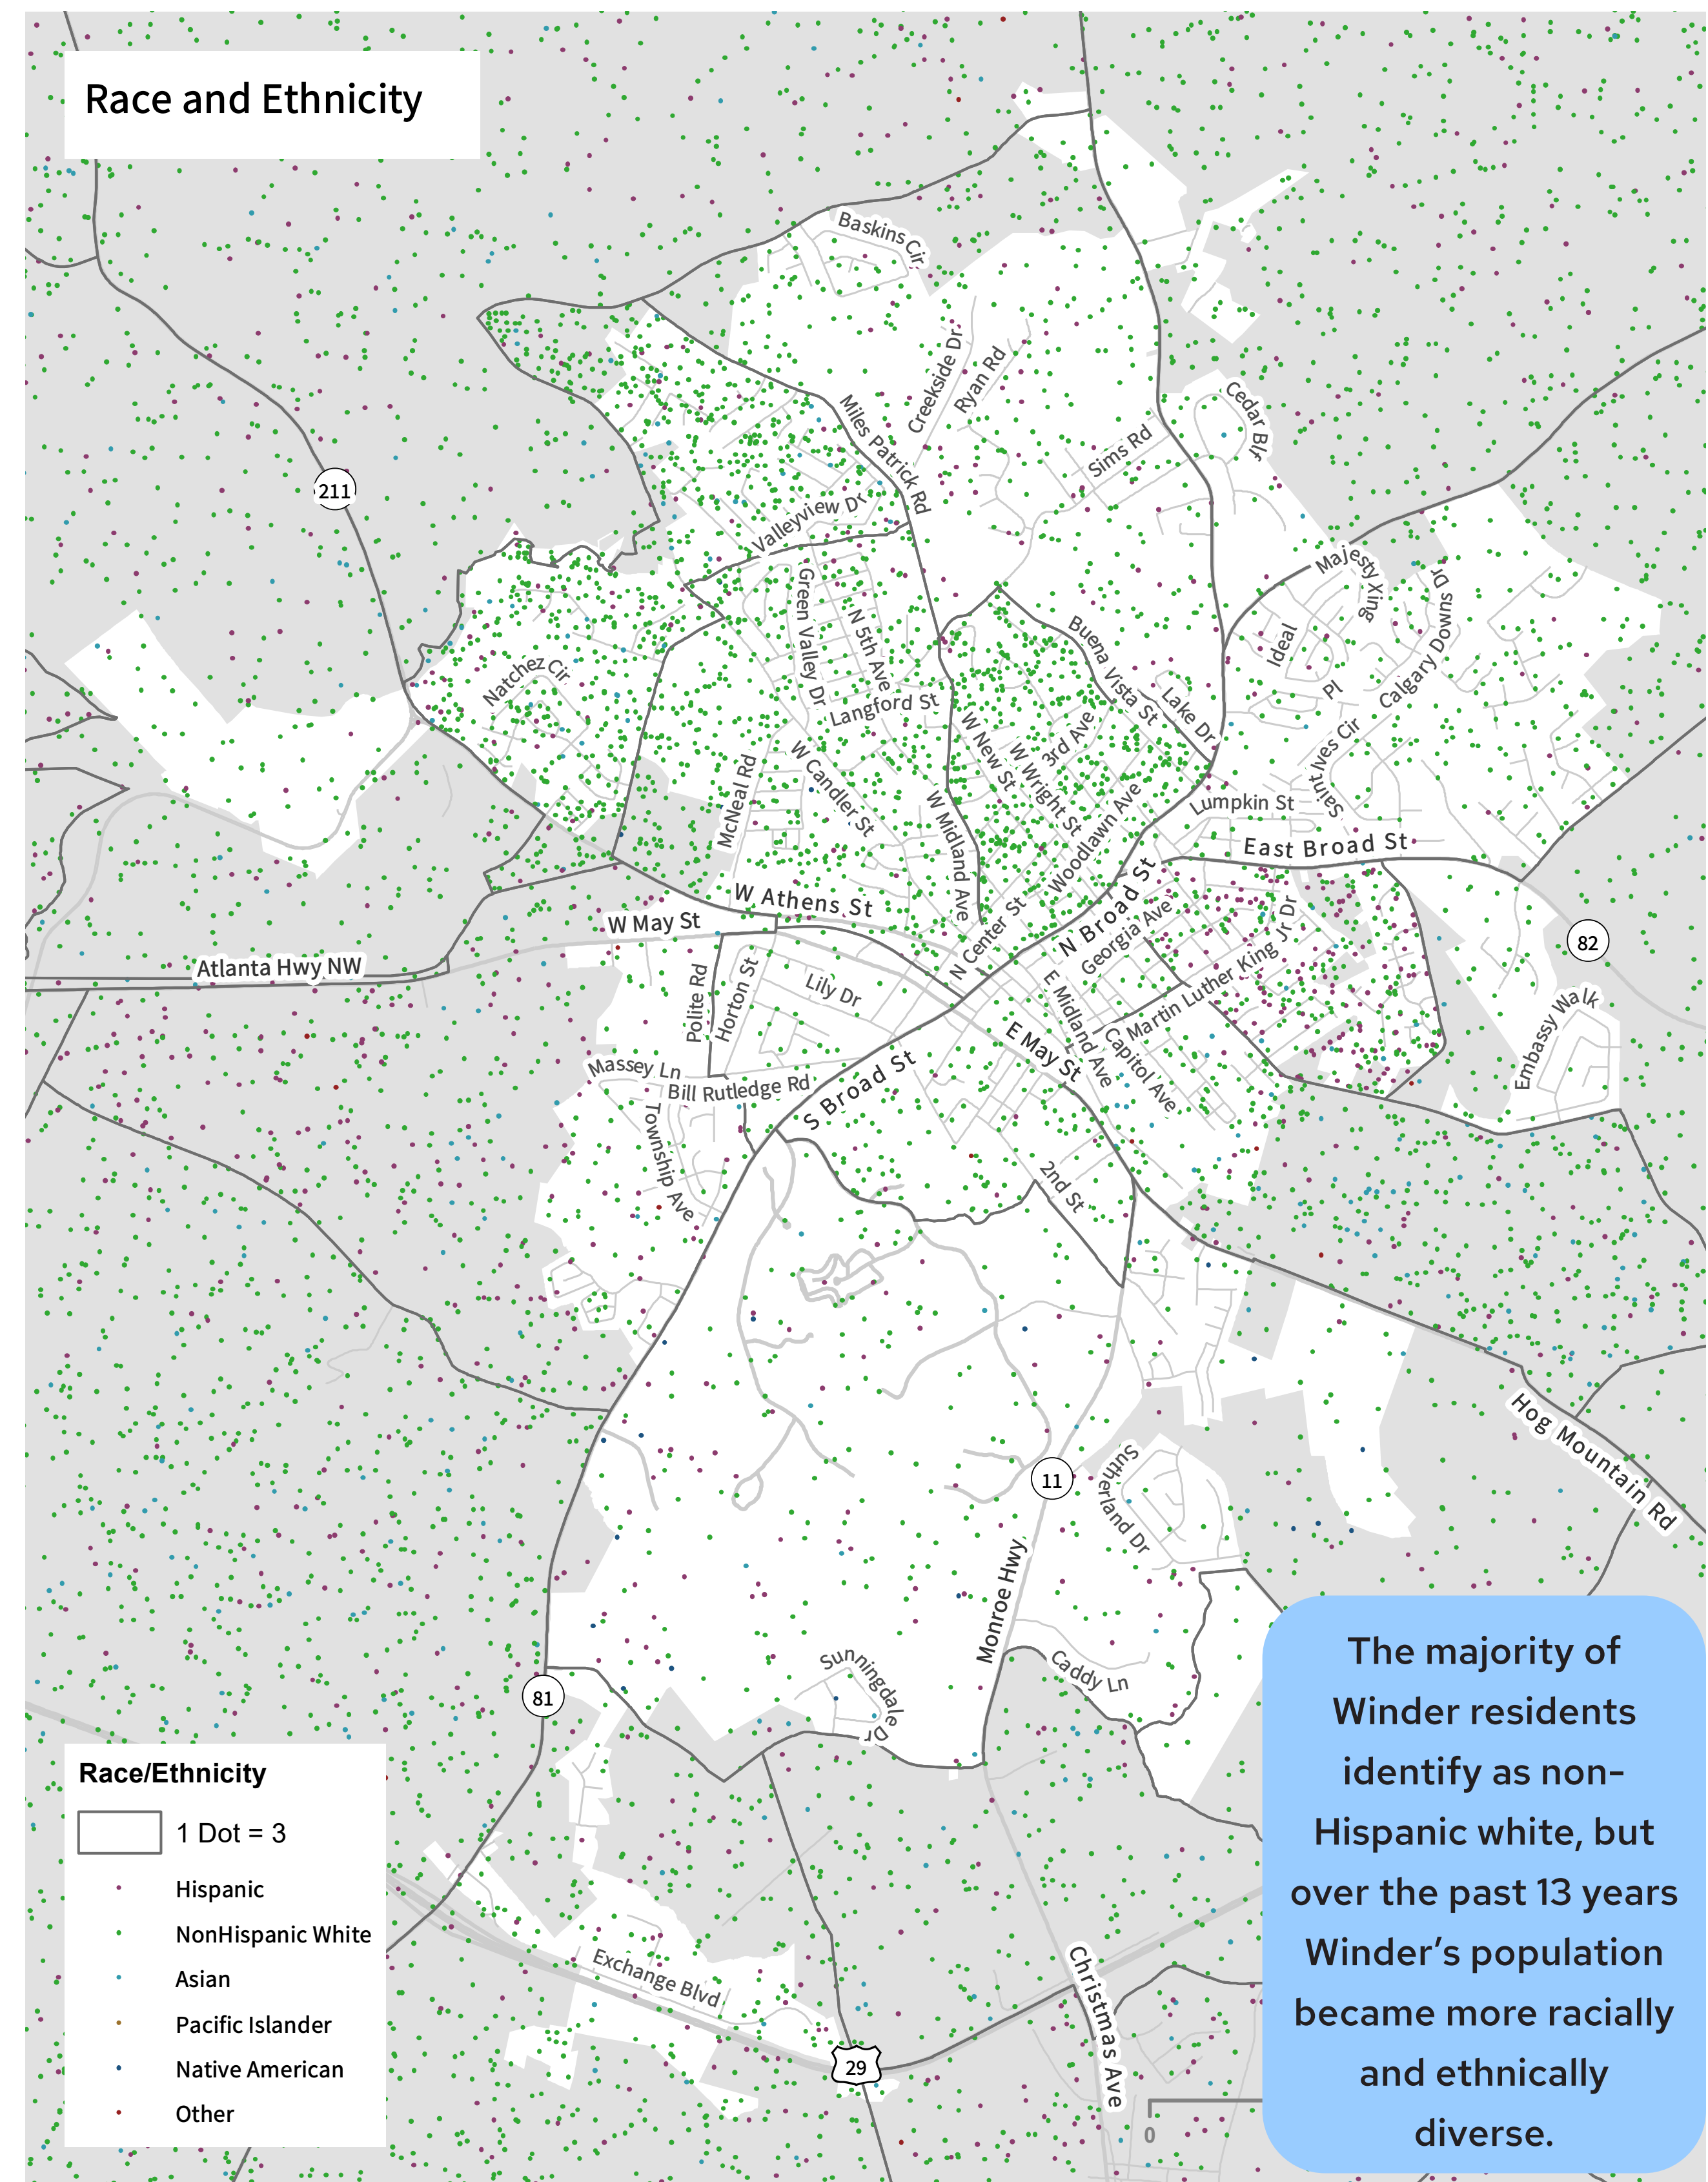 Race and Ethnicity
Baskins Cir
Creekside Dr
Ryan Rd
Miles Patrick Rd
Sims Rd
Cedar Blf
211
Valleyview Dr
Majesty Xing
Calgary Downs Dr
Ideal
Pl
Green Valley Dr
N 5th Ave
Buena Vista St
Natchez Cir
Langford St
Lake Dr
W New St
3rd Ave
W Wright St
Saint Ives Cir
McNeal Rd
W Candler St
W Midland Ave
Woodlawn Ave
Lumpkin St
East Broad St
W Athens St
W May St
N Center St
N Broad St
Georgia Ave
82
Atlanta Hwy NW
Polite Rd
Horton St
Lily Dr
E Midland Ave
Martin Luther King Jr Dr
E May St
Capitol Ave
Embassy Walk
Massey Ln
Bill Rutledge Rd
S Broad St
Township Ave
2nd St
Hog Mountain Rd
11
Sutherland Dr
Monroe Hwy
81
Sunningdale Dr
Caddy Ln
Exchange Blvd
Christmas Ave
29
0
Race/Ethnicity
1 Dot = 3
Hispanic
NonHispanic White
Asian
Pacific Islander
Native American
Other
The majority of
Winder residents
identify as non-
Hispanic white, but
over the past 13 years
Winder’s population
became more racially
and ethnically
diverse.